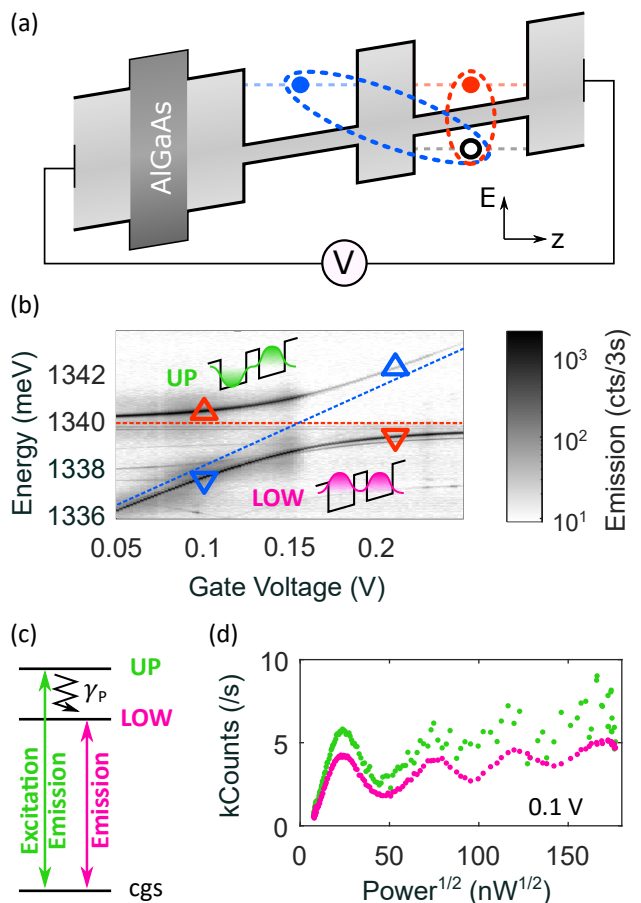 (a)
AlGaAs
E
z
V
(b)
Energy (meV)
1342
1340
1338
1336
UP
LOW
0.05 0.1 0.15 0.2
Gate Voltage (V)
10³
10²
10¹
Emission (cts/3s)
(c)
UP
γP
LOW
Excitation
Emission
Emission
cgs
(d)
kCounts (/s)
10
5
0
0.1 V
0 50 100 150
Power^1/2 (nW^1/2)